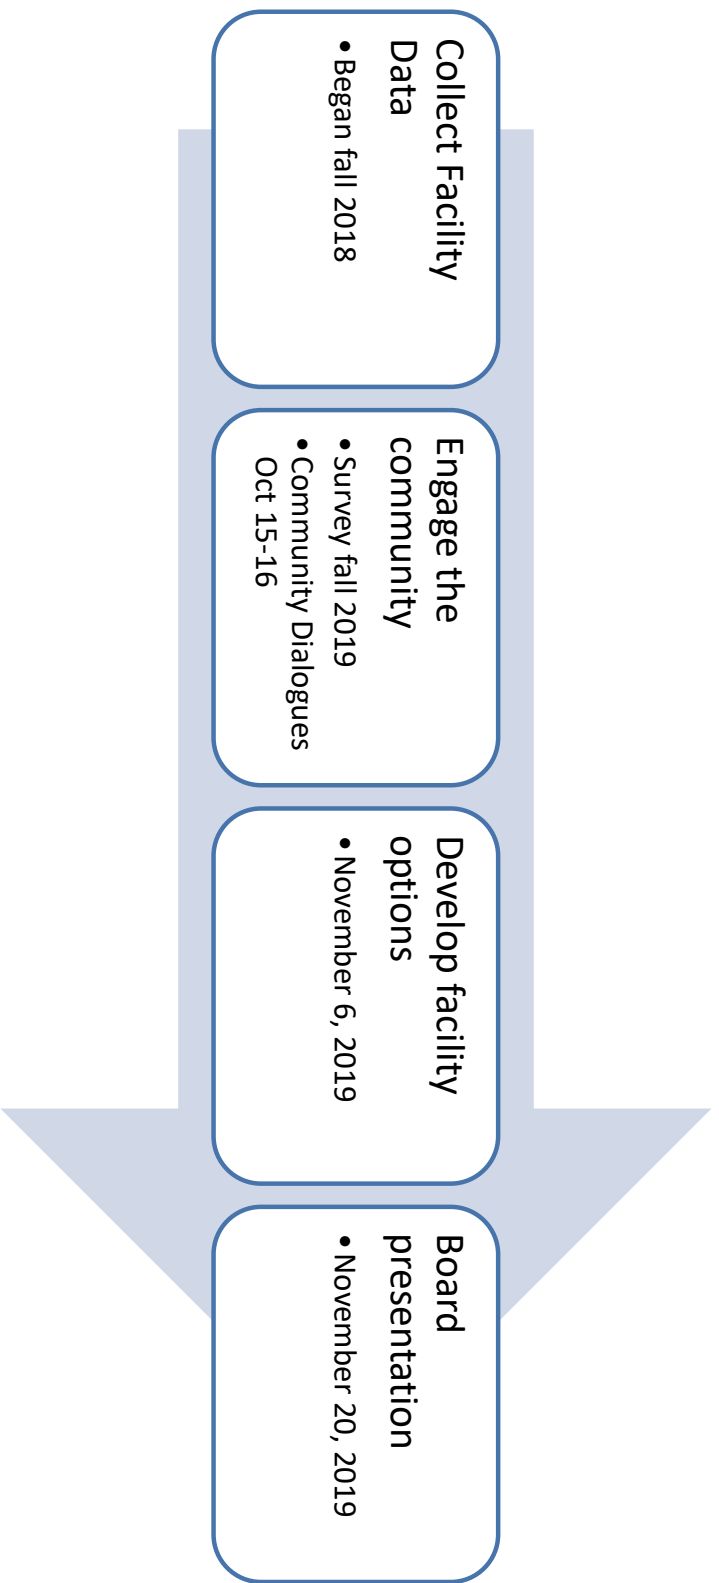 Collect Facility
Data
• Began fall 2018
Engage the
community
• Survey fall 2019
• Community Dialogues
Oct 15-16
Develop facility
options
• November 6, 2019
Board
presentation
• November 20, 2019